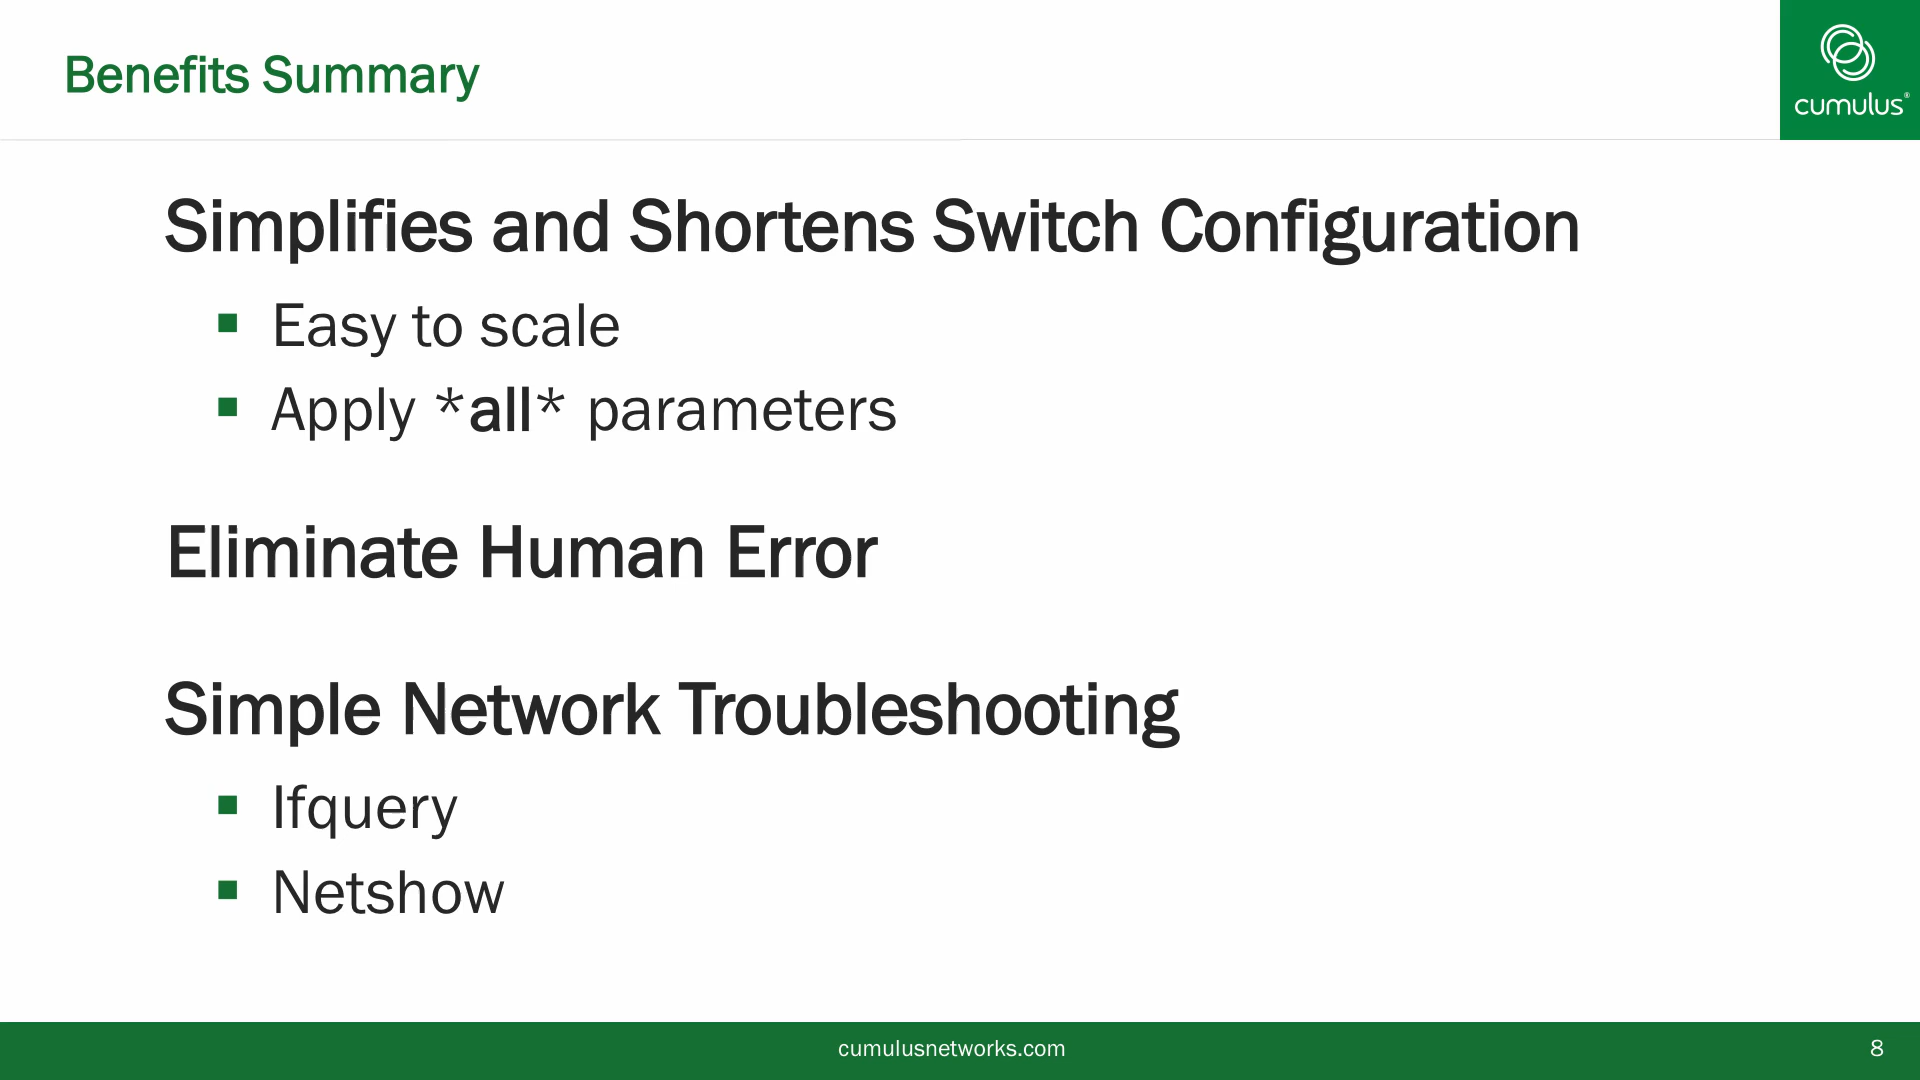 Benefits Summary
cumulus®
Simplifies and Shortens Switch Configuration
▪ Easy to scale
▪ Apply *all* parameters
Eliminate Human Error
Simple Network Troubleshooting
▪ Ifquery
▪ Netshow
cumulusnetworks.com
8